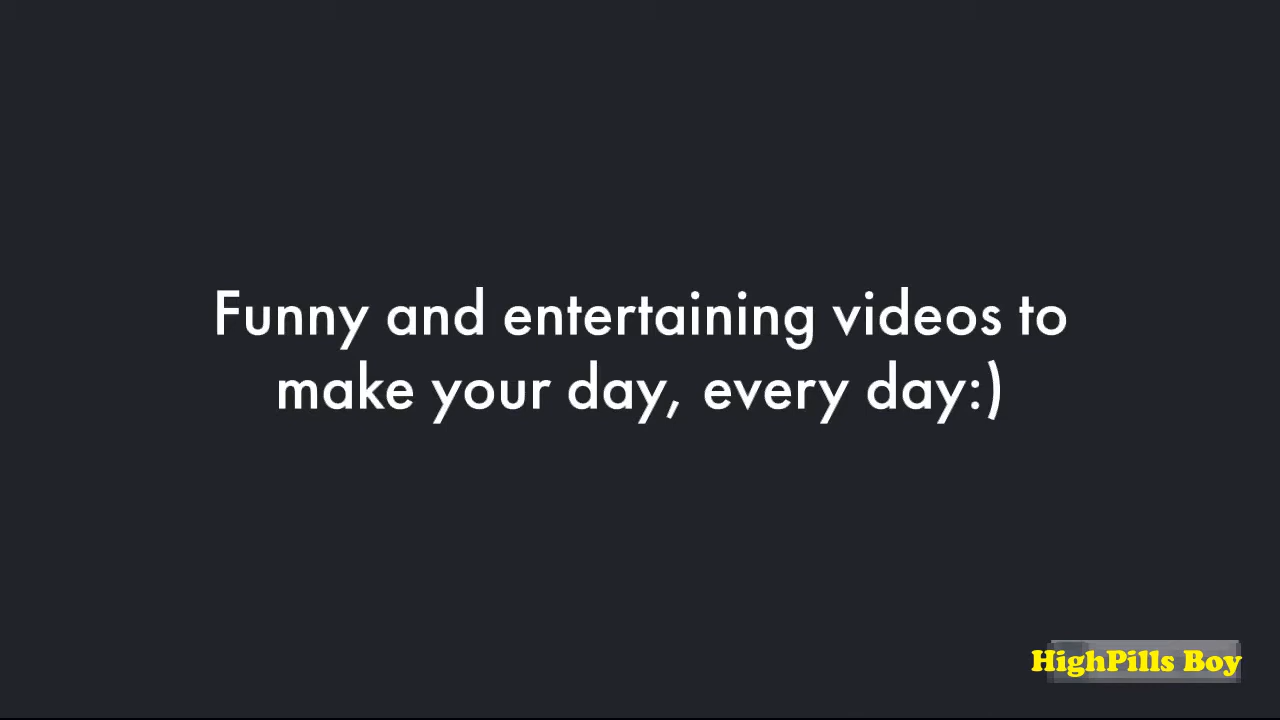 Funny and entertaining videos to
make your day, every day:)
HighPills Boy